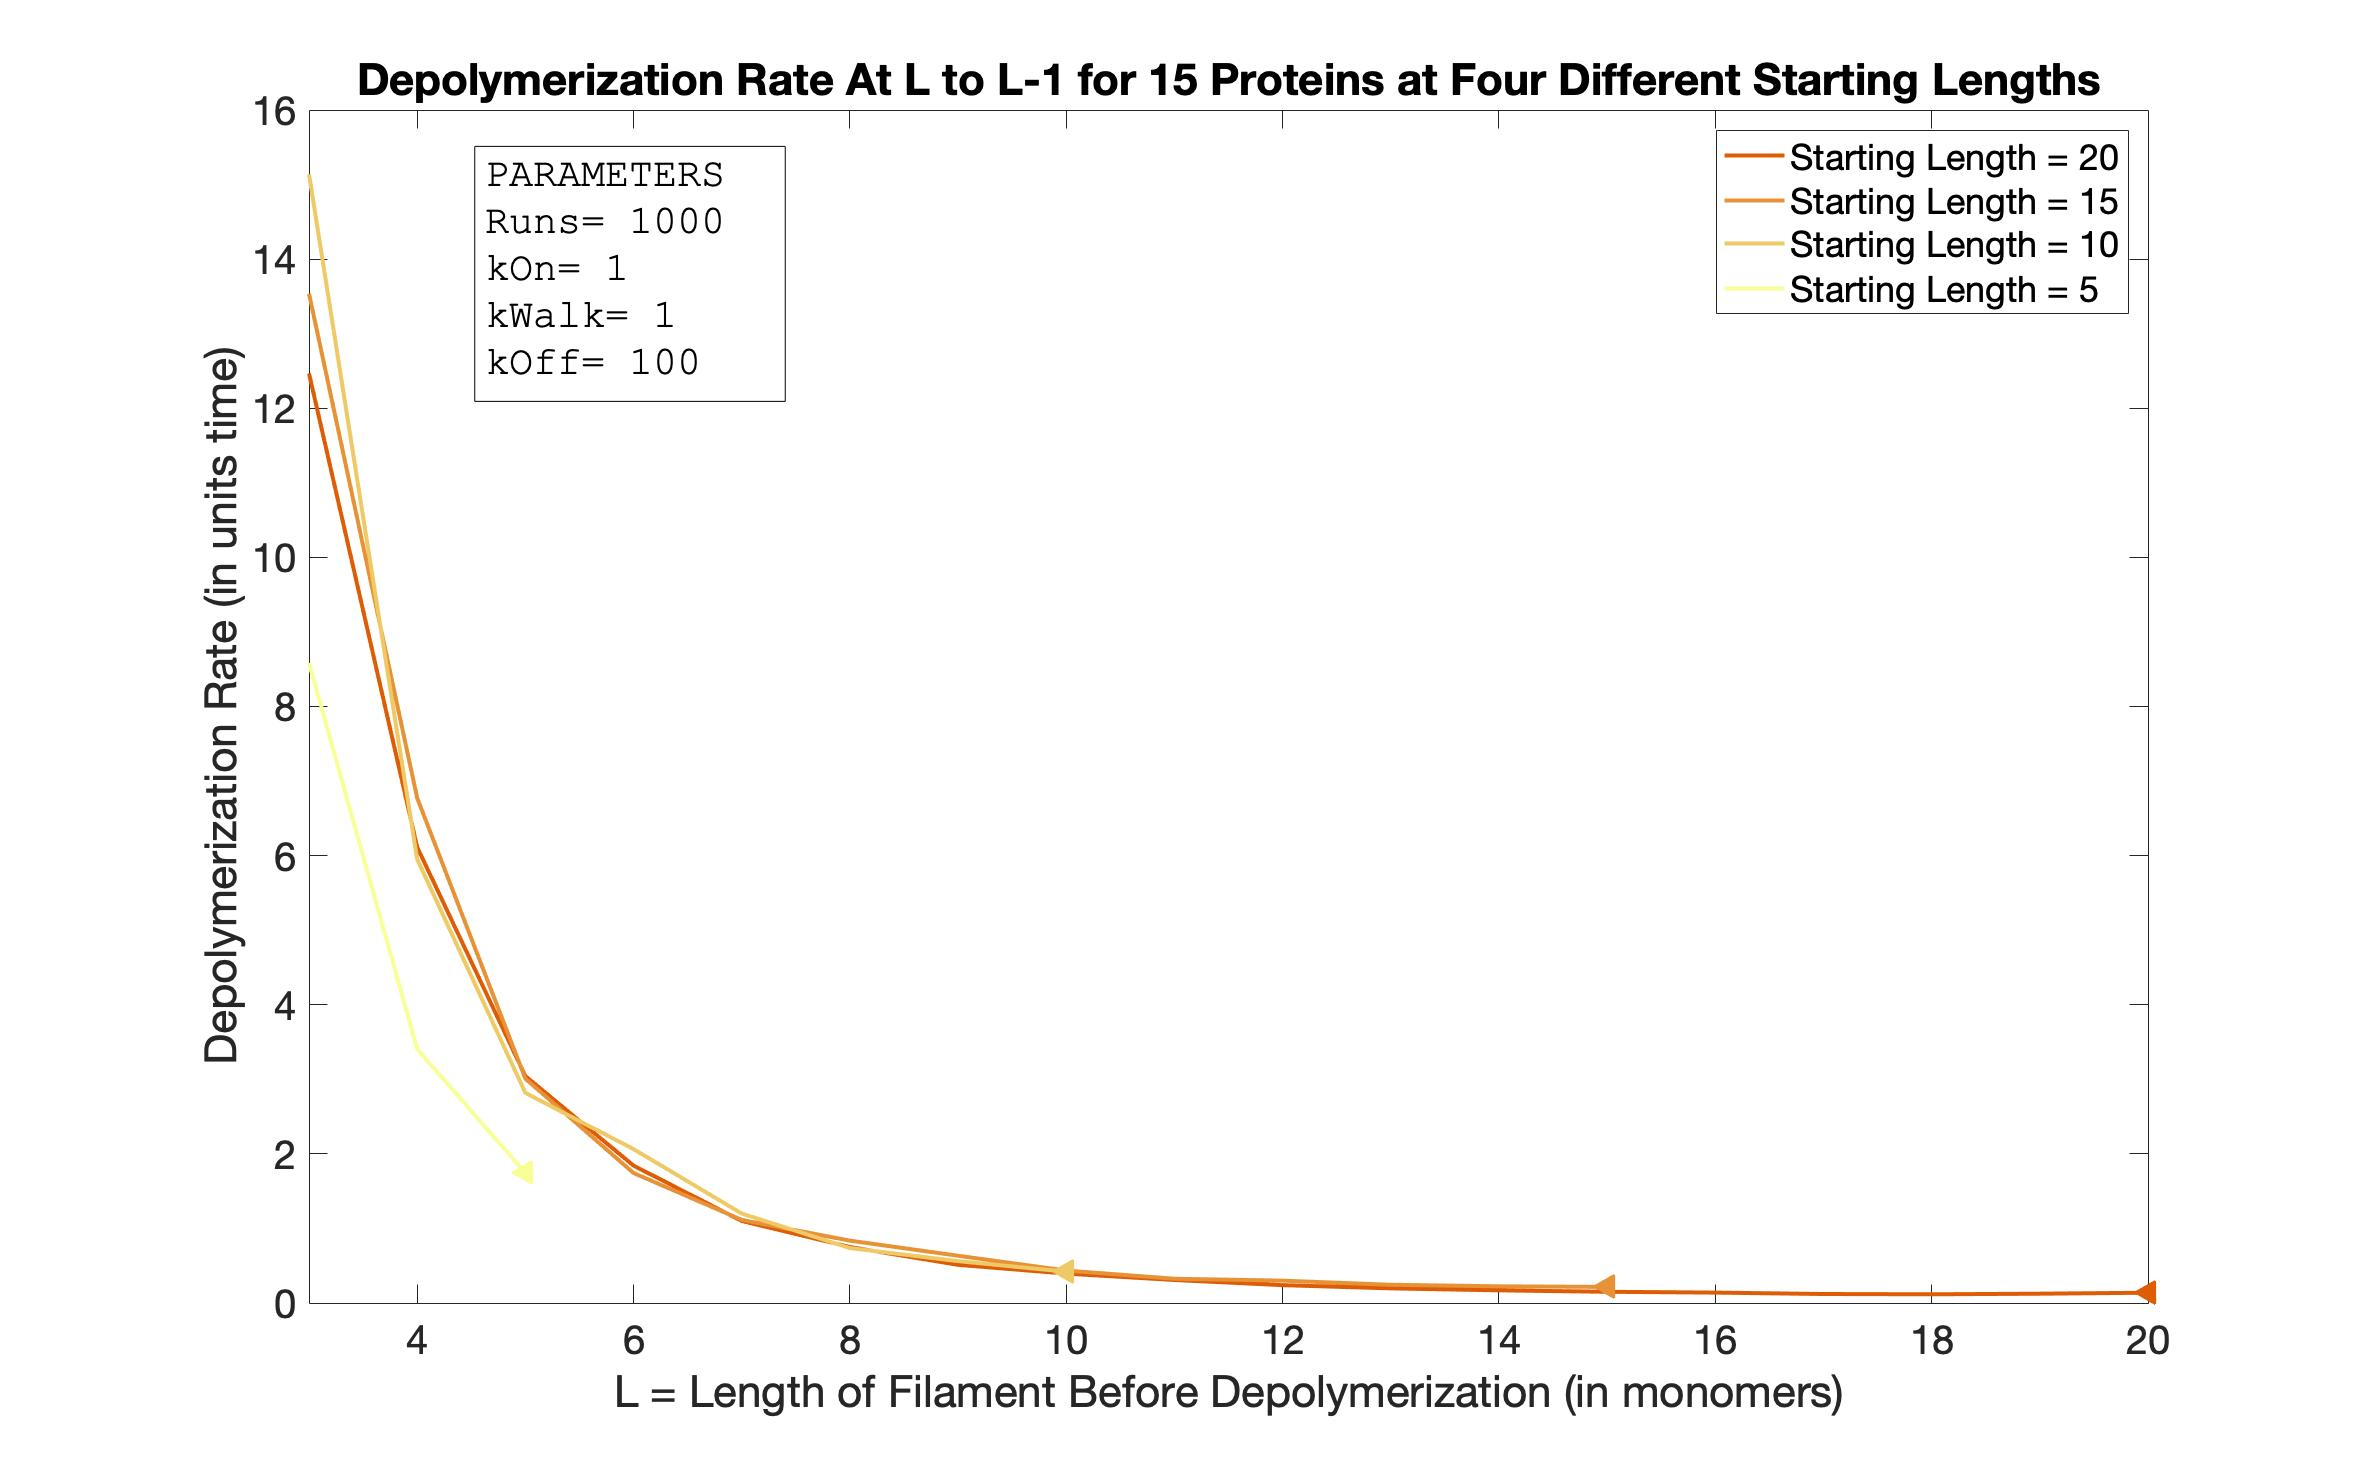 Depolymerization Rate At L to L-1 for 15 Proteins at Four Different Starting Lengths
16
14
12
10
8
6
4
2
0
Depolymerization Rate (in units time)
PARAMETERS
Runs= 1000
kOn= 1
kWalk= 1
kOff= 100
Starting Length = 20
Starting Length = 15
Starting Length = 10
Starting Length = 5
4 6 8 10 12 14 16 18 20
L = Length of Filament Before Depolymerization (in monomers)